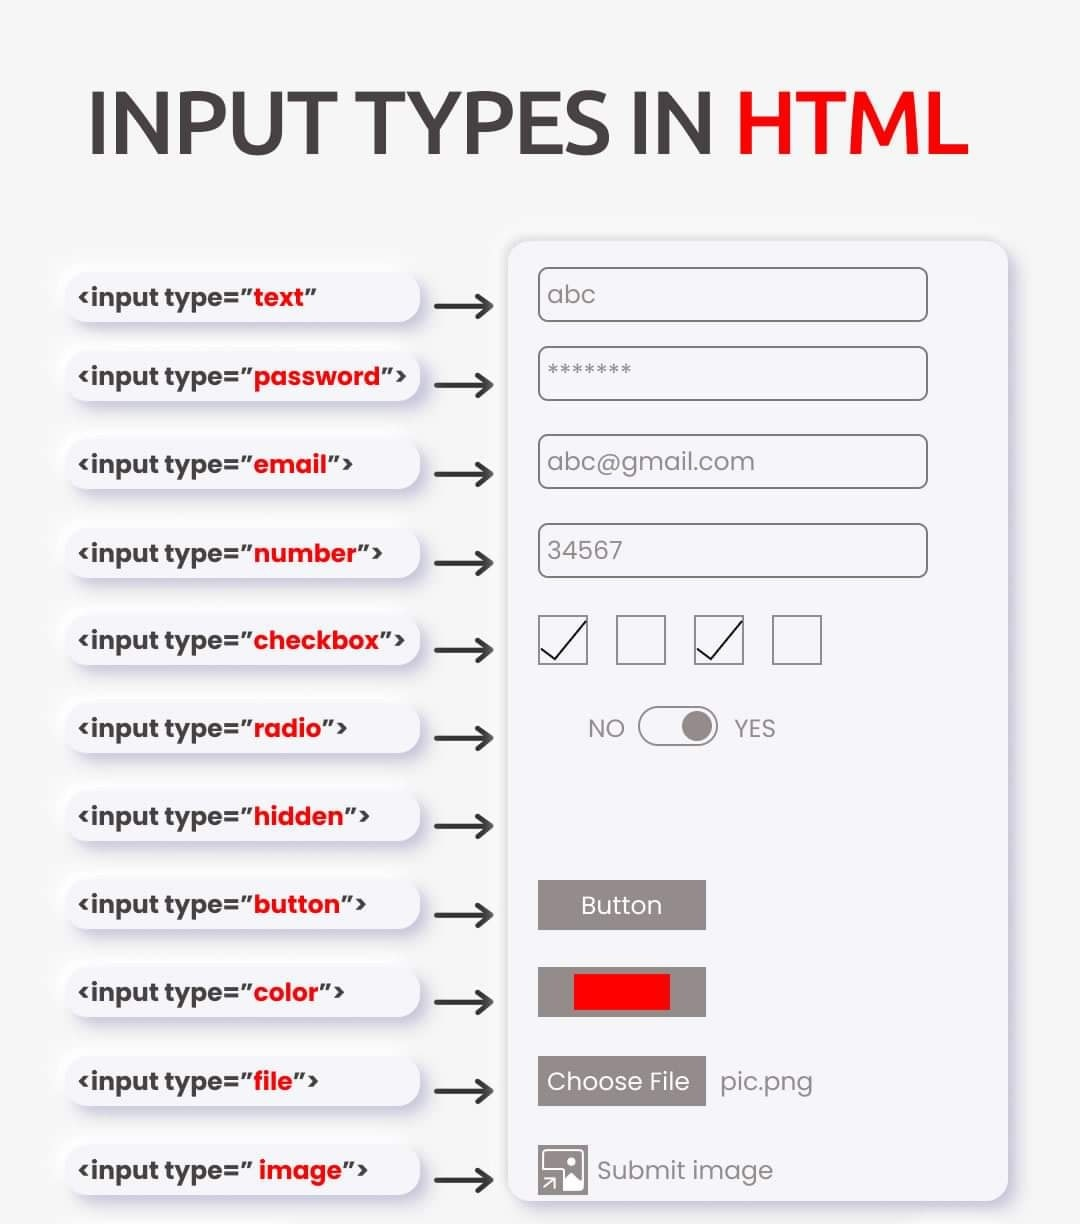 INPUT TYPES IN HTML
<input type=”text”
abc
<input type=”password”>
*******
<input type=”email”>
abc@gmail.com
<input type=”number”>
34567
<input type=”checkbox”>
<input type=”radio”>
NO YES
<input type=”hidden”>
<input type=”button”>
Button
<input type=”color”>
<input type=”file”>
Choose File pic.png
<input type=” image”>
Submit image